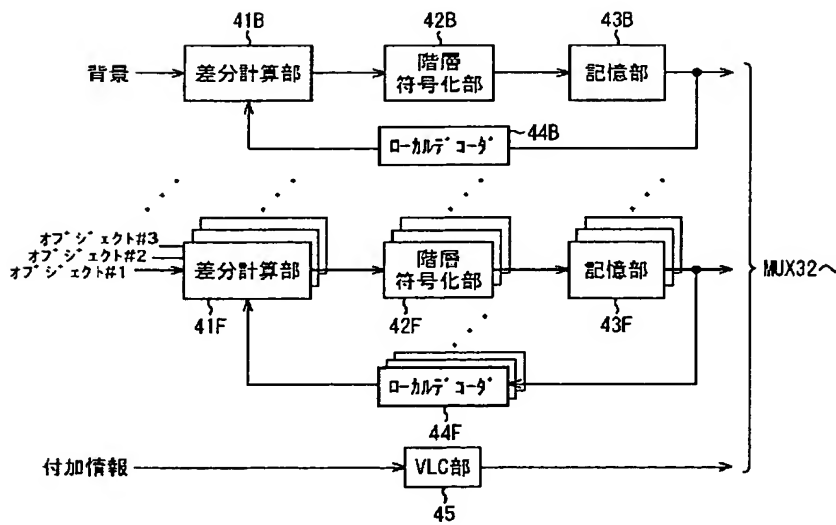 41B
42B
43B
背景
差分計算部
階層
符号化部
記憶部
ローカルデコーダ
44B
オブジェクト#3
オブジェクト#2
オブジェクト#1
差分計算部
階層
符号化部
記憶部
MUX32へ
41F
42F
43F
ローカルデコーダ
44F
付加情報
VLC部
45